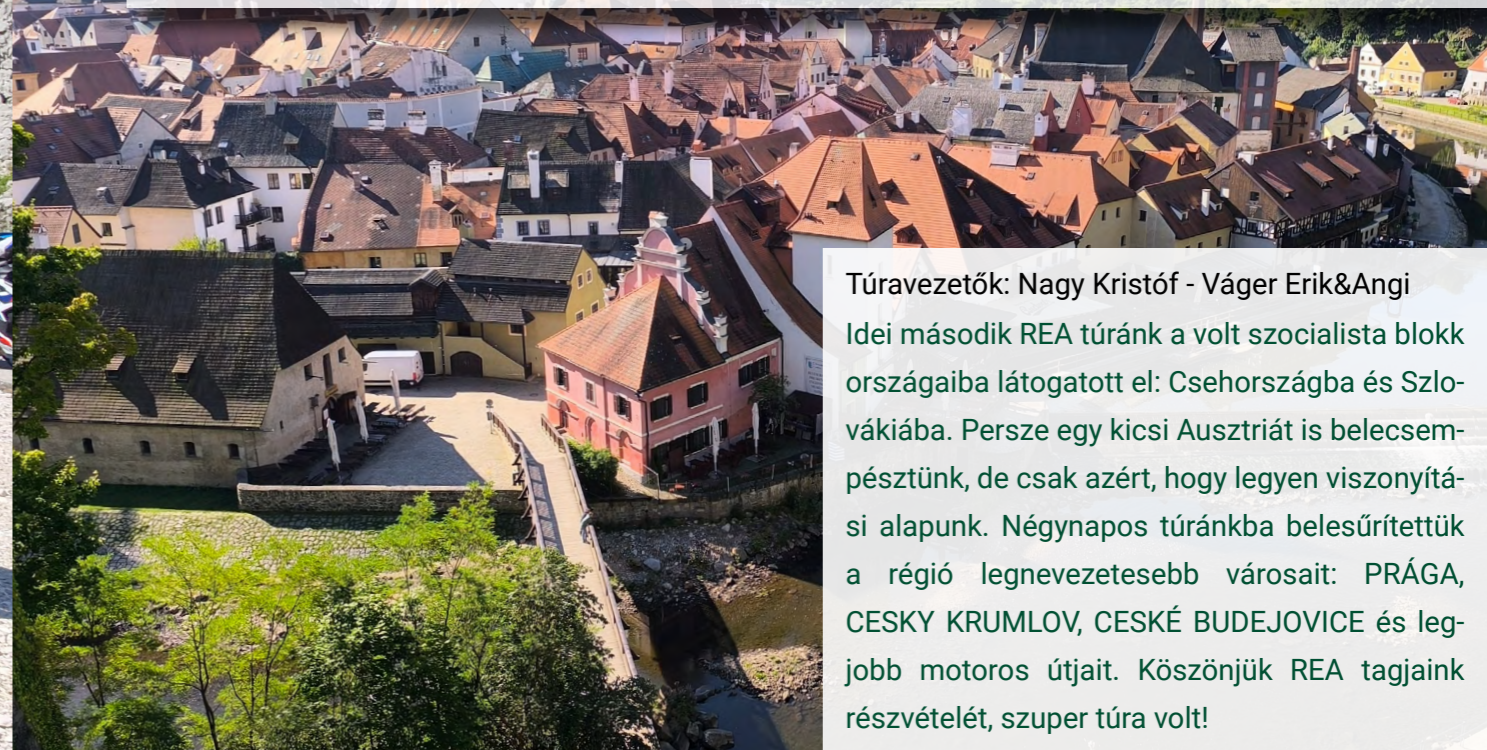 Túravezetők: Nagy Kristóf - Váger Erik&Angi
Idei második REA túránk a volt szocialista blokk
országaiba látogatott el: Csehországba és Szlo-
vákiába. Persze egy kicsi Ausztriát is belecsem-
pésztünk, de csak azért, hogy legyen viszonyítá-
si alapunk. Négynapos túránkba belesűrítettük
a régió legnevezetesebb városait: PRÁGA,
CESKY KRUMLOV, CESKÉ BUDEJOVICE és leg-
jobb motoros útjait. Köszönjük REA tagjaink
részvételét, szuper túra volt!